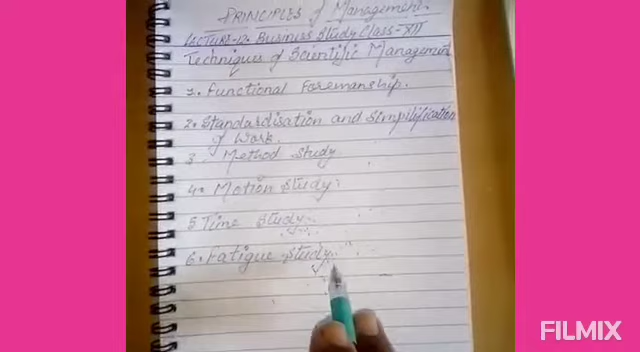 PRINCIPLES of Management.
LECTURE-12. Business Study Class-XII
Techniques of Scientific Management
1. Functional Foremanship.
2. Standardisation and Simplification
of Work.
3. Method Study
4. Motion Study.
5 Time Study.
6. Fatigue Study.
FILMIX